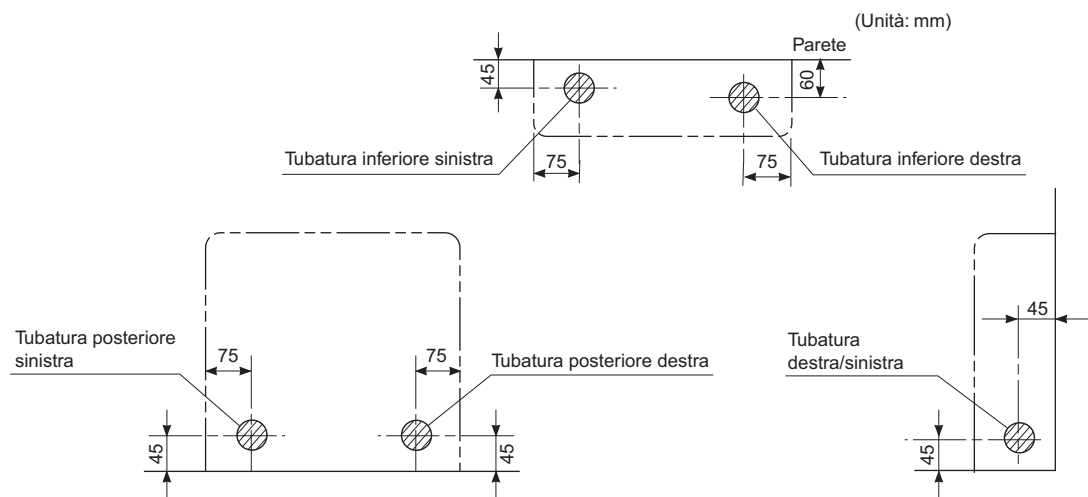 (Unità: mm)
Parete
45
60
Tubatura inferiore sinistra
75
75
Tubatura inferiore destra
Tubatura posteriore
sinistra
75
75
Tubatura posteriore destra
45
45
Tubatura
destra/sinistra
45
45